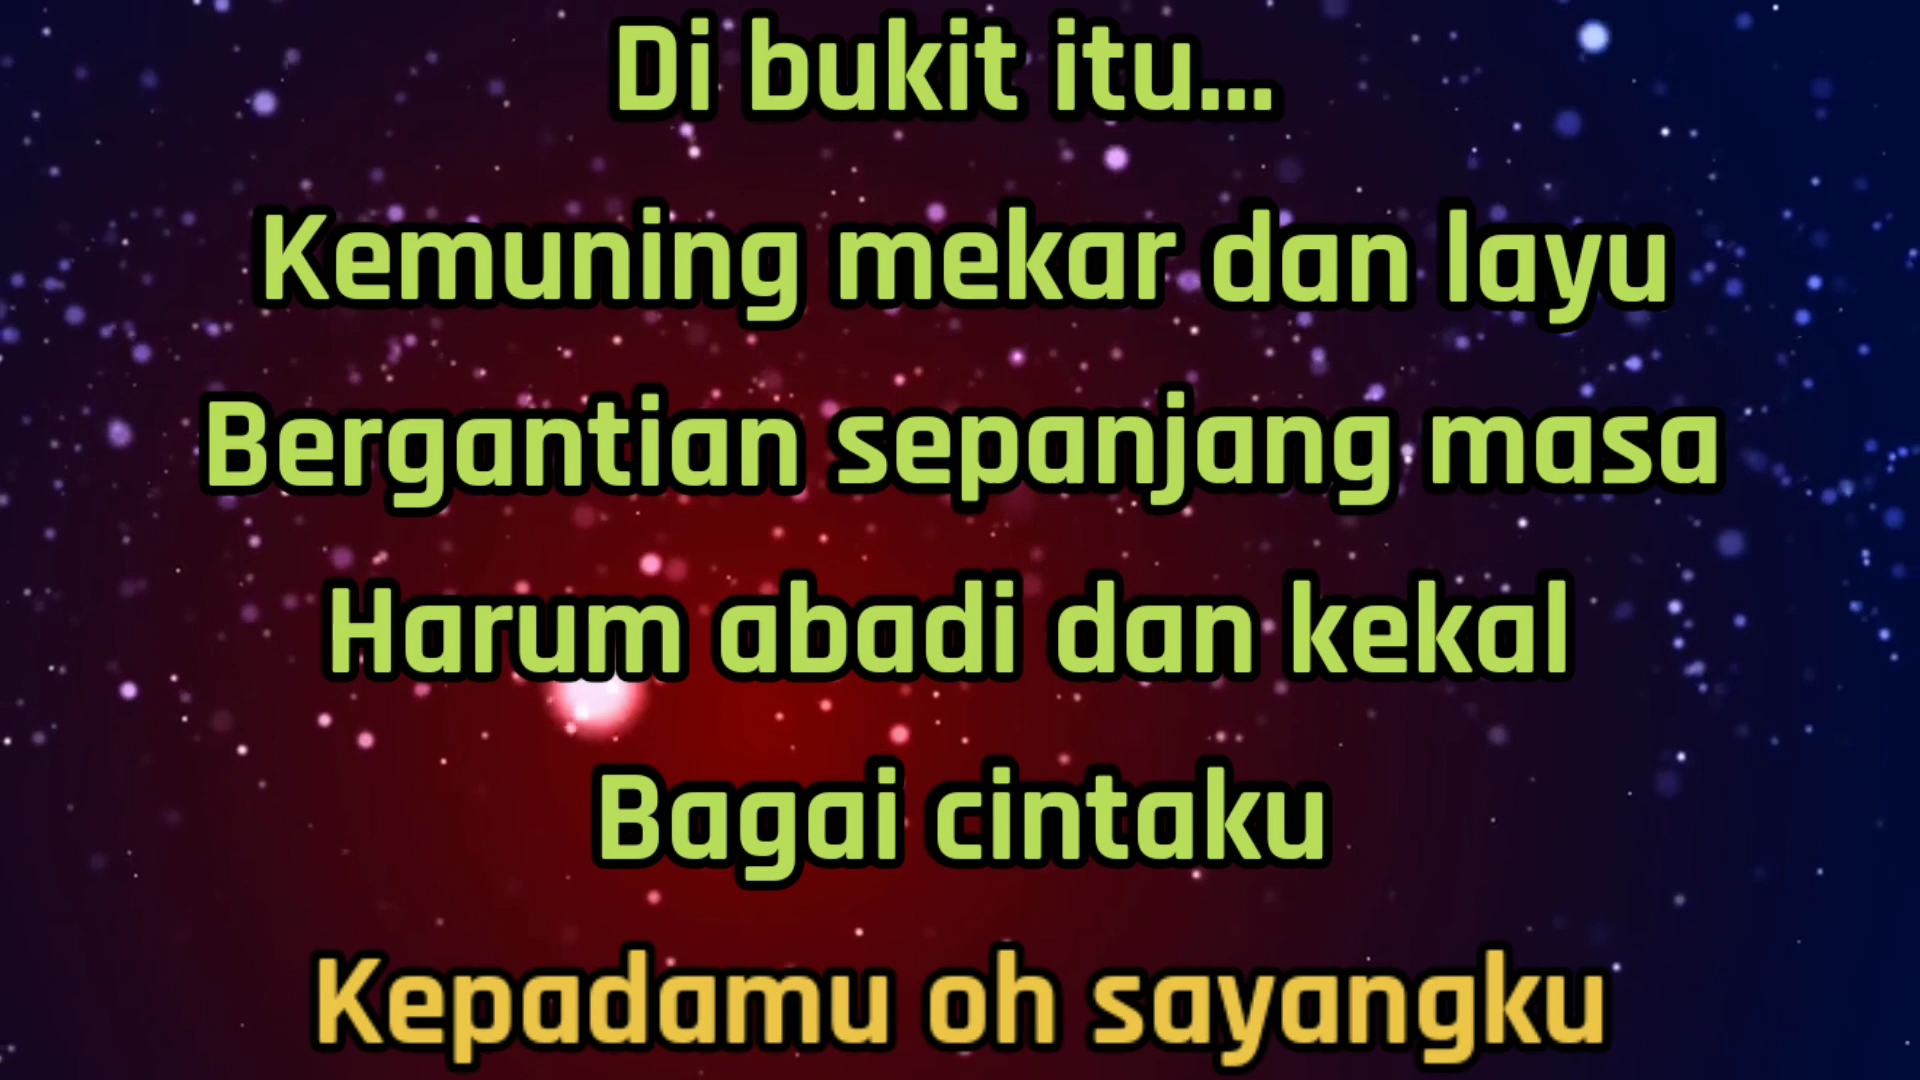 Di bukit itu...
Kemuning mekar dan layu
Bergantian sepanjang masa
Harum abadi dan kekal
Bagai cintaku
Kepadamu oh sayangku